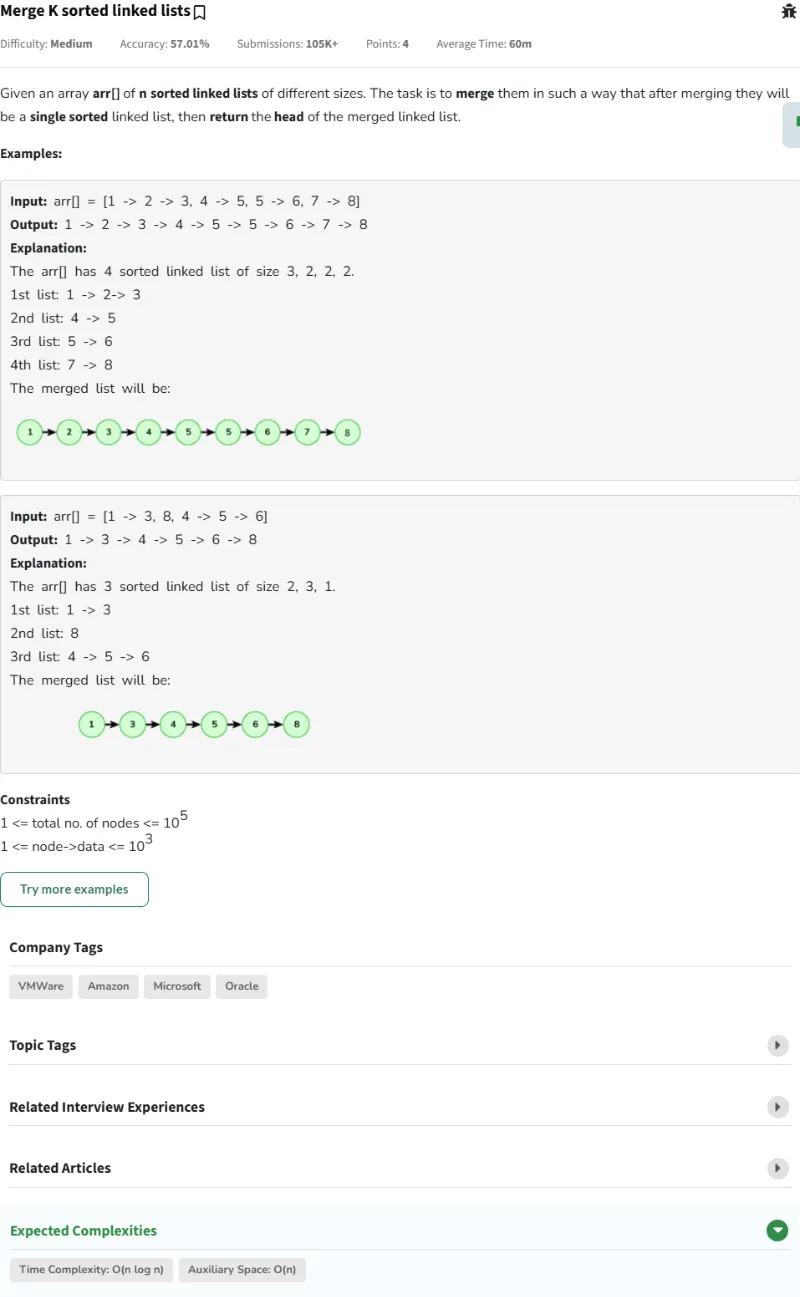 Merge K sorted linked lists
Difficulty: Medium Accuracy: 57.01% Submissions: 105K+ Points: 4 Average Time: 60m
Given an array arr[] of n sorted linked lists of different sizes. The task is to merge them in such a way that after merging they will
be a single sorted linked list, then return the head of the merged linked list.
Examples:
Input: arr[] = [1 -> 2 -> 3, 4 -> 5, 5 -> 6, 7 -> 8]
Output: 1 -> 2 -> 3 -> 4 -> 5 -> 5 -> 6 -> 7 -> 8
Explanation:
The arr[] has 4 sorted linked list of size 3, 2, 2, 2.
1st list: 1 -> 2-> 3
2nd list: 4 -> 5
3rd list: 5 -> 6
4th list: 7 -> 8
The merged list will be:
1 2 3 4 5 5 6 7 8
Input: arr[] = [1 -> 3, 8, 4 -> 5 -> 6]
Output: 1 -> 3 -> 4 -> 5 -> 6 -> 8
Explanation:
The arr[] has 3 sorted linked list of size 2, 3, 1.
1st list: 1 -> 3
2nd list: 8
3rd list: 4 -> 5 -> 6
The merged list will be:
1 3 4 5 6 8
Constraints
1 <= total no. of nodes <= 10^5
1 <= node->data <= 10^3
Try more examples
Company Tags
VMWare Amazon Microsoft Oracle
Topic Tags
Related Interview Experiences
Related Articles
Expected Complexities
Time Complexity: O(n log n) Auxiliary Space: O(n)